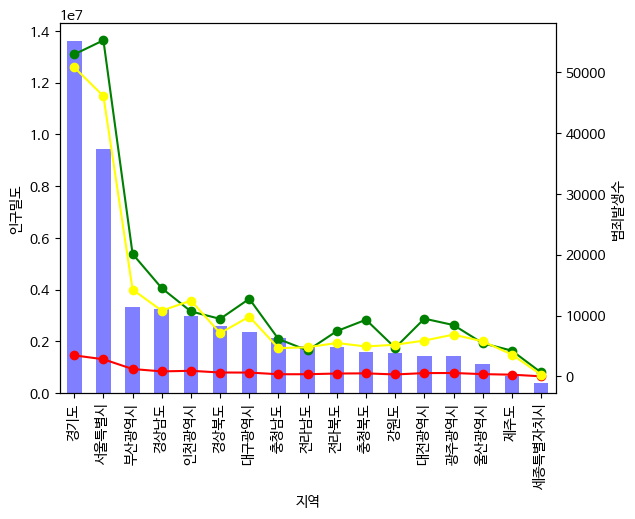 1e7
1.4
1.2
1.0
0.8
0.6
0.4
0.2
0.0
인구밀도
50000
40000
30000
20000
10000
0
범죄발생수
경기도
서울특별시
부산광역시
경상남도
인천광역시
경상북도
대구광역시
충청남도
전라남도
전라북도
충청북도
강원도
대전광역시
광주광역시
울산광역시
제주도
세종특별자치시
지역